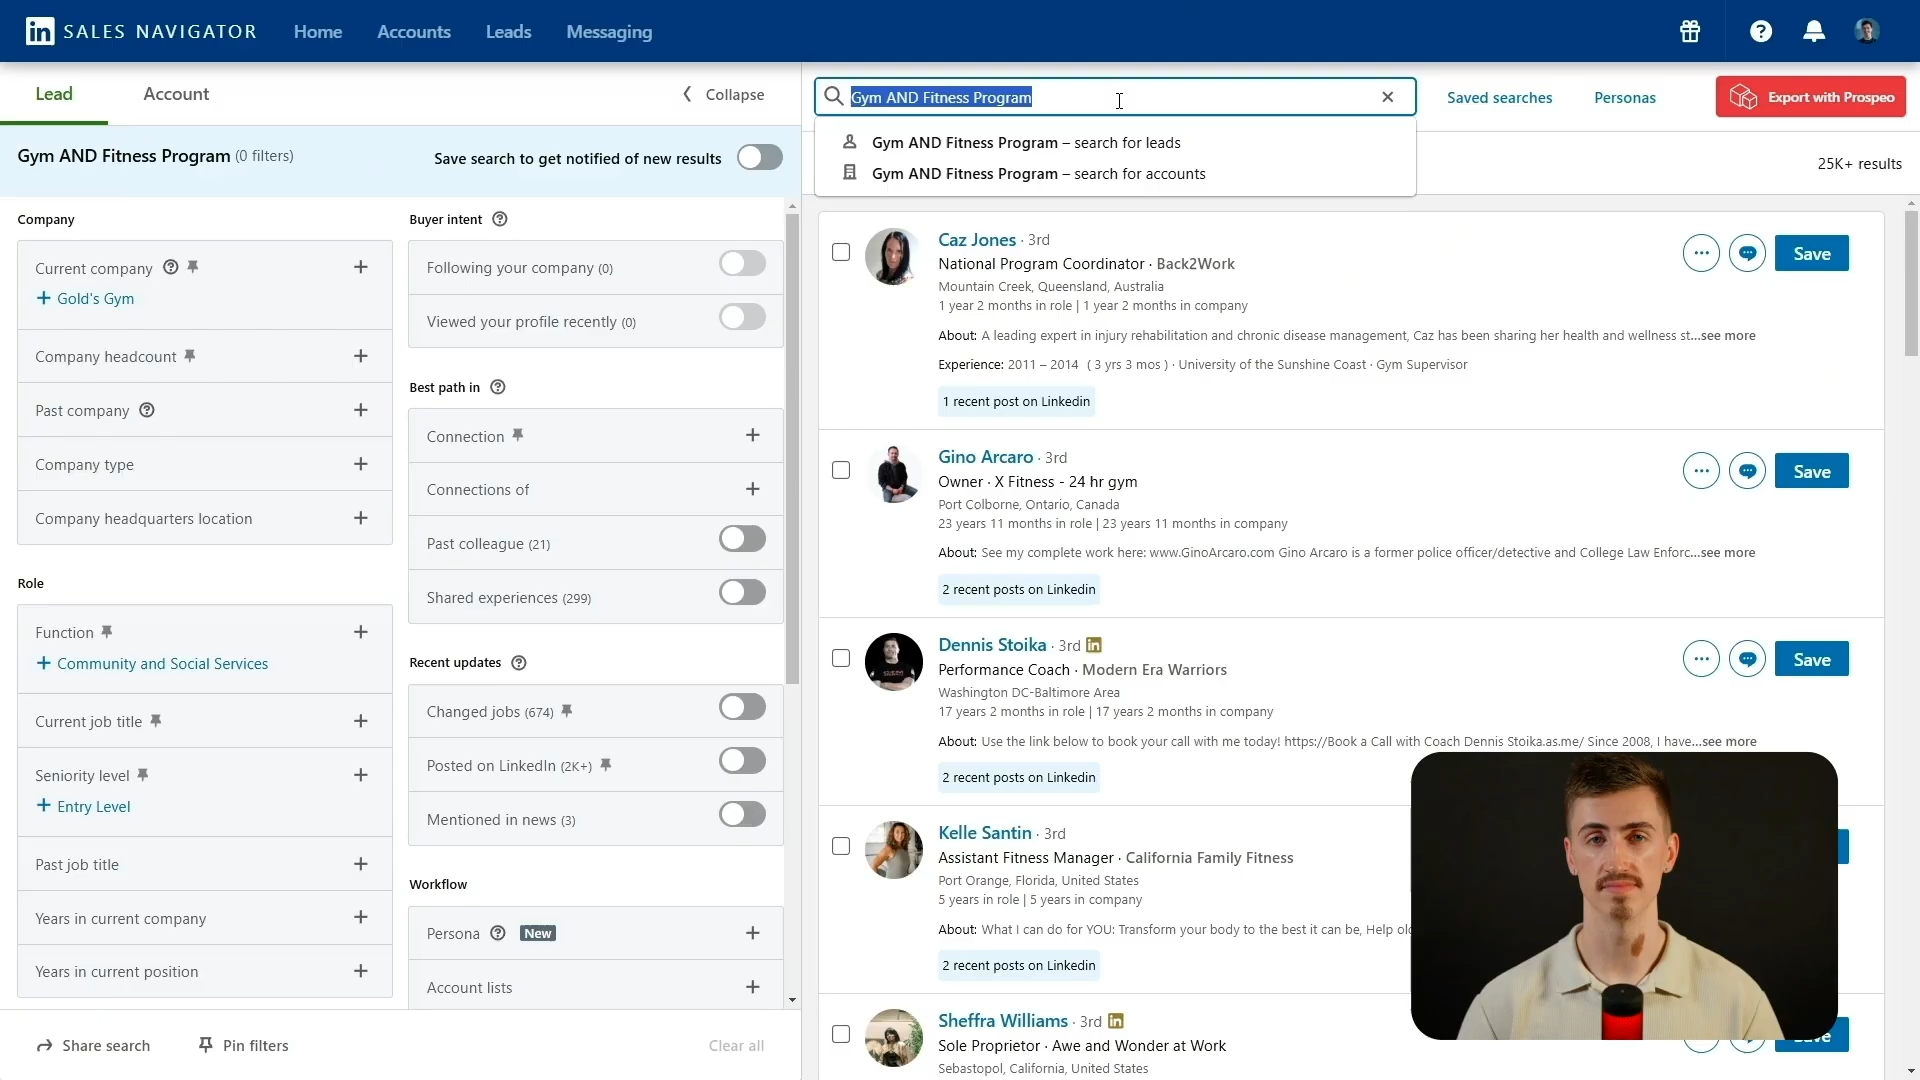 in SALES NAVIGATOR Home Accounts Leads Messaging
Lead Account Collapse
Gym AND Fitness Program (0 filters)
Save search to get notified of new results
Company
Current company
+ Gold's Gym
Company headcount
Past company
Company type
Company headquarters location
Role
Function
+ Community and Social Services
Current job title
Seniority level
+ Entry Level
Past job title
Years in current company
Years in current position
Buyer intent
Following your company (0)
Viewed your profile recently (0)
Best path in
Connection
Connections of
Past colleague (21)
Shared experiences (299)
Recent updates
Changed jobs (674)
Posted on LinkedIn (2K+)
Mentioned in news (3)
Workflow
Persona New
Account lists
Share search Pin filters Clear all
Gym AND Fitness Program
Saved searches Personas Export with Prospeo
Gym AND Fitness Program – search for leads
Gym AND Fitness Program – search for accounts
25K+ results
Caz Jones · 3rd
National Program Coordinator · Back2Work
Mountain Creek, Queensland, Australia
1 year 2 months in role | 1 year 2 months in company
About: A leading expert in injury rehabilitation and chronic disease management, Caz has been sharing her health and wellness st...see more
Experience: 2011 – 2014 ( 3 yrs 3 mos ) · University of the Sunshine Coast · Gym Supervisor
1 recent post on Linkedin
Save
Gino Arcaro · 3rd
Owner · X Fitness - 24 hr gym
Port Colborne, Ontario, Canada
23 years 11 months in role | 23 years 11 months in company
About: See my complete work here: www.GinoArcaro.com Gino Arcaro is a former police officer/detective and College Law Enforc...see more
2 recent posts on Linkedin
Save
Dennis Stoika · 3rd in
Performance Coach · Modern Era Warriors
Washington DC-Baltimore Area
17 years 2 months in role | 17 years 2 months in company
About: Use the link below to book your call with me today! https://Book a Call with Coach Dennis Stoika.as.me/ Since 2008, I have...see more
2 recent posts on Linkedin
Save
Kelle Santin · 3rd
Assistant Fitness Manager · California Family Fitness
Port Orange, Florida, United States
5 years in role | 5 years in company
About: What I can do for YOU: Transform your body to the best it can be, Help
2 recent posts on Linkedin
Sheffra Williams · 3rd in
Sole Proprietor · Awe and Wonder at Work
Sebastopol, California, United States